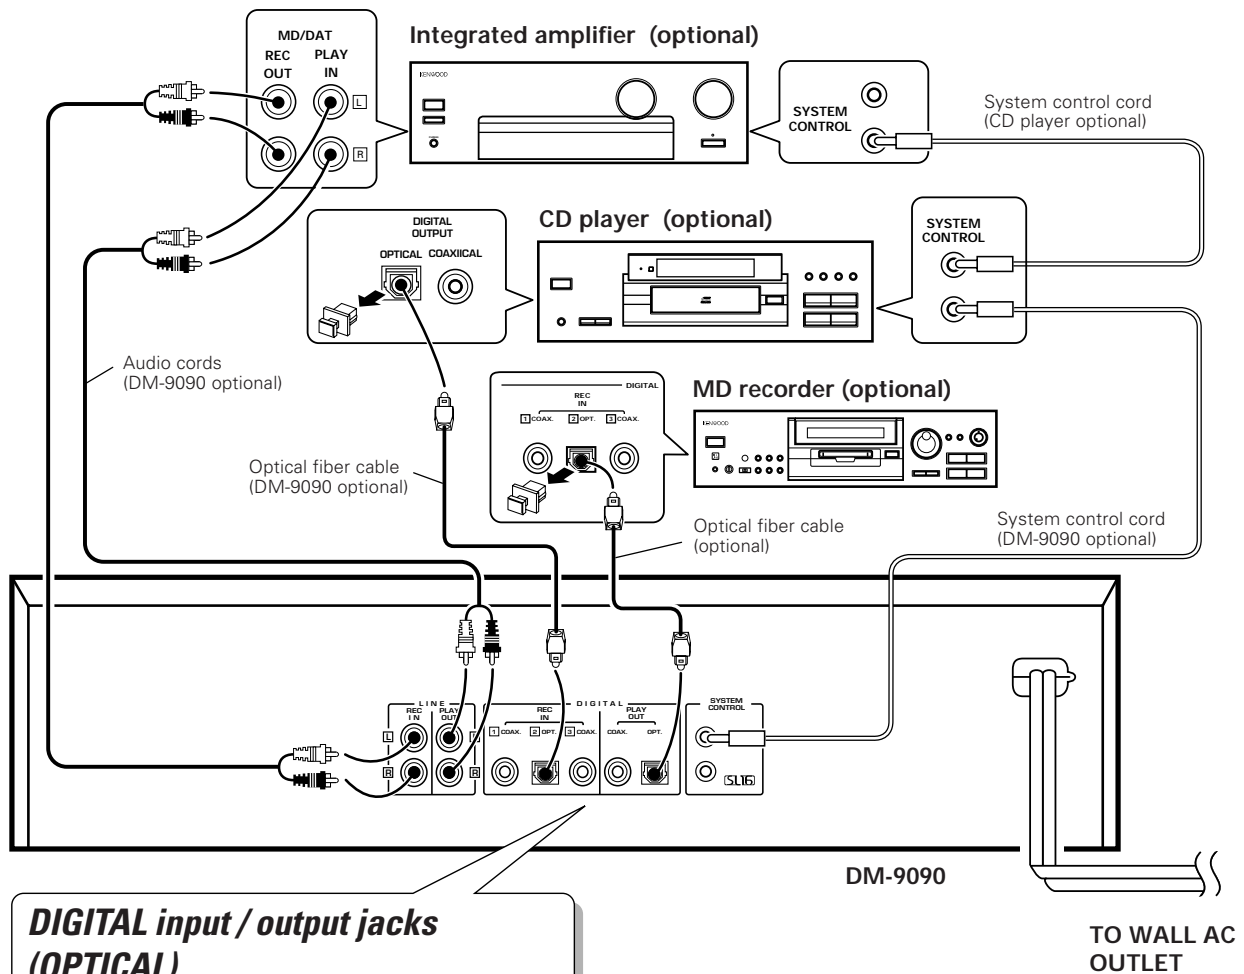 MD/DAT
REC OUT
PLAY IN
L
R
Integrated amplifier (optional)
KENWOOD
SYSTEM CONTROL
System control cord
(CD player optional)
DIGITAL OUTPUT
OPTICAL COAXIICAL
CD player (optional)
SYSTEM CONTROL
Audio cords
(DM-9090 optional)
DIGITAL
REC IN
1 COAX. 2 OPT. 3 COAX.
MD recorder (optional)
KENWOOD
Optical fiber cable
(DM-9090 optional)
Optical fiber cable
(optional)
System control cord
(DM-9090 optional)
LINE
REC IN
PLAY OUT
L
R
R
DIGITAL
REC IN
1 COAX. 2 OPT. 3 COAX.
PLAY OUT
COAX. OPT.
SYSTEM CONTROL
SL16
DM-9090
DIGITAL input / output jacks
(OPTICAL)
TO WALL AC
OUTLET